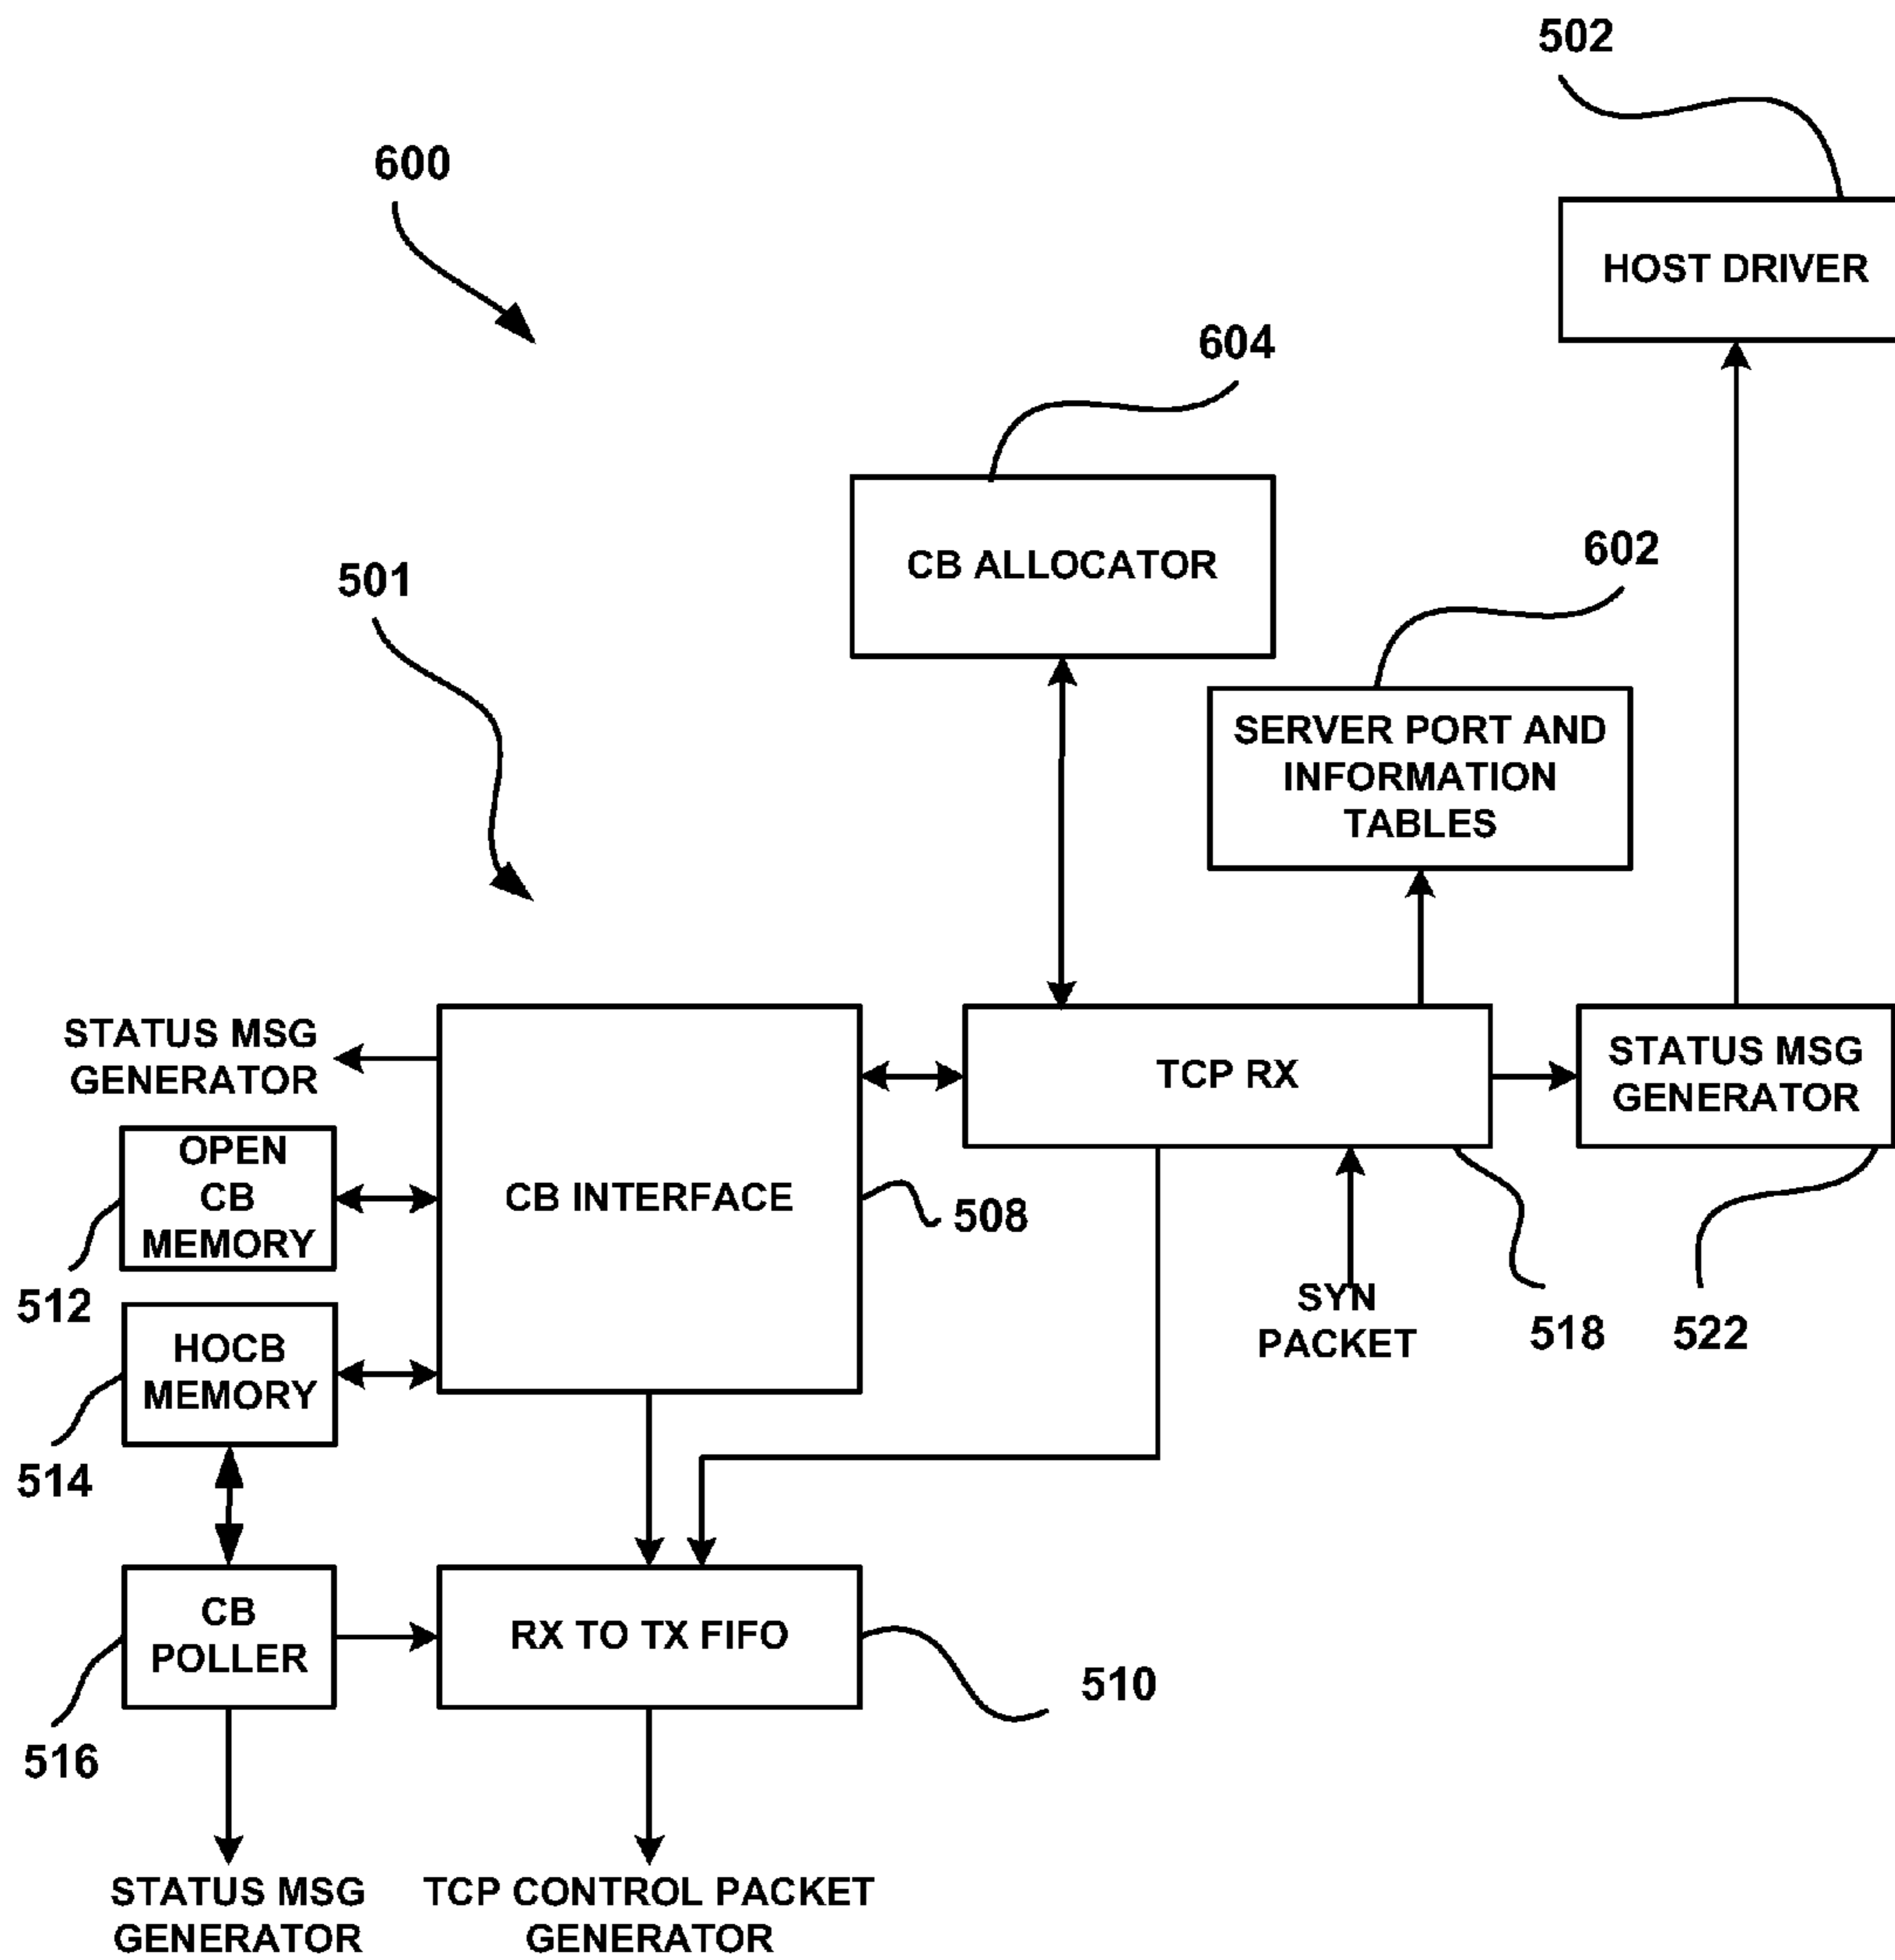 502
600
HOST DRIVER
604
CB ALLOCATOR
602
501
SERVER PORT AND
INFORMATION
TABLES
STATUS MSG
GENERATOR
TCP RX
STATUS MSG
GENERATOR
OPEN
CB
MEMORY
CB INTERFACE
508
512
SYN
PACKET
518
522
HOCB
MEMORY
514
CB
POLLER
RX TO TX FIFO
510
516
STATUS MSG
GENERATOR
TCP CONTROL PACKET
GENERATOR